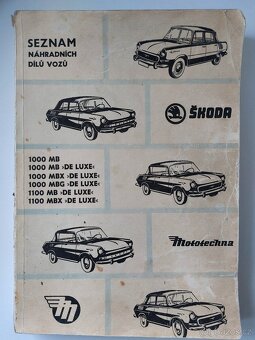 SEZNAM
NÁHRADNÍCH
DÍLŮ VOZŮ
ŠKODA
1000 MB
1000 MB »DE LUXE«
1000 MBX »DE LUXE«
1000 MBG »DE LUXE«
1100 MB »DE LUXE«
1100 MBX »DE LUXE«
Mototechna
M